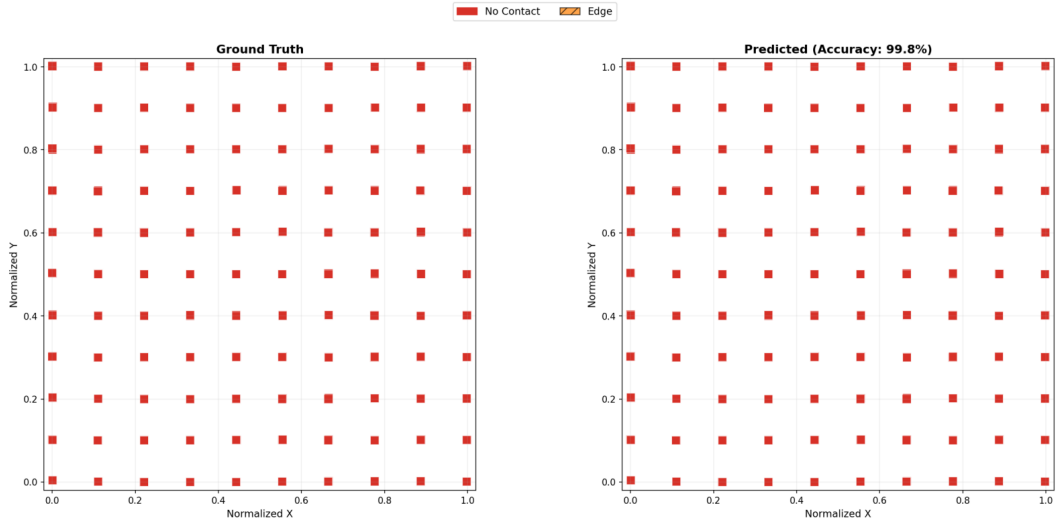 No Contact Edge
Ground Truth
1.0
0.8
0.6
0.4
0.2
0.0
Normalized Y
0.0 0.2 0.4 0.6 0.8 1.0
Normalized X
Predicted (Accuracy: 99.8%)
1.0
0.8
0.6
0.4
0.2
0.0
Normalized Y
0.0 0.2 0.4 0.6 0.8 1.0
Normalized X